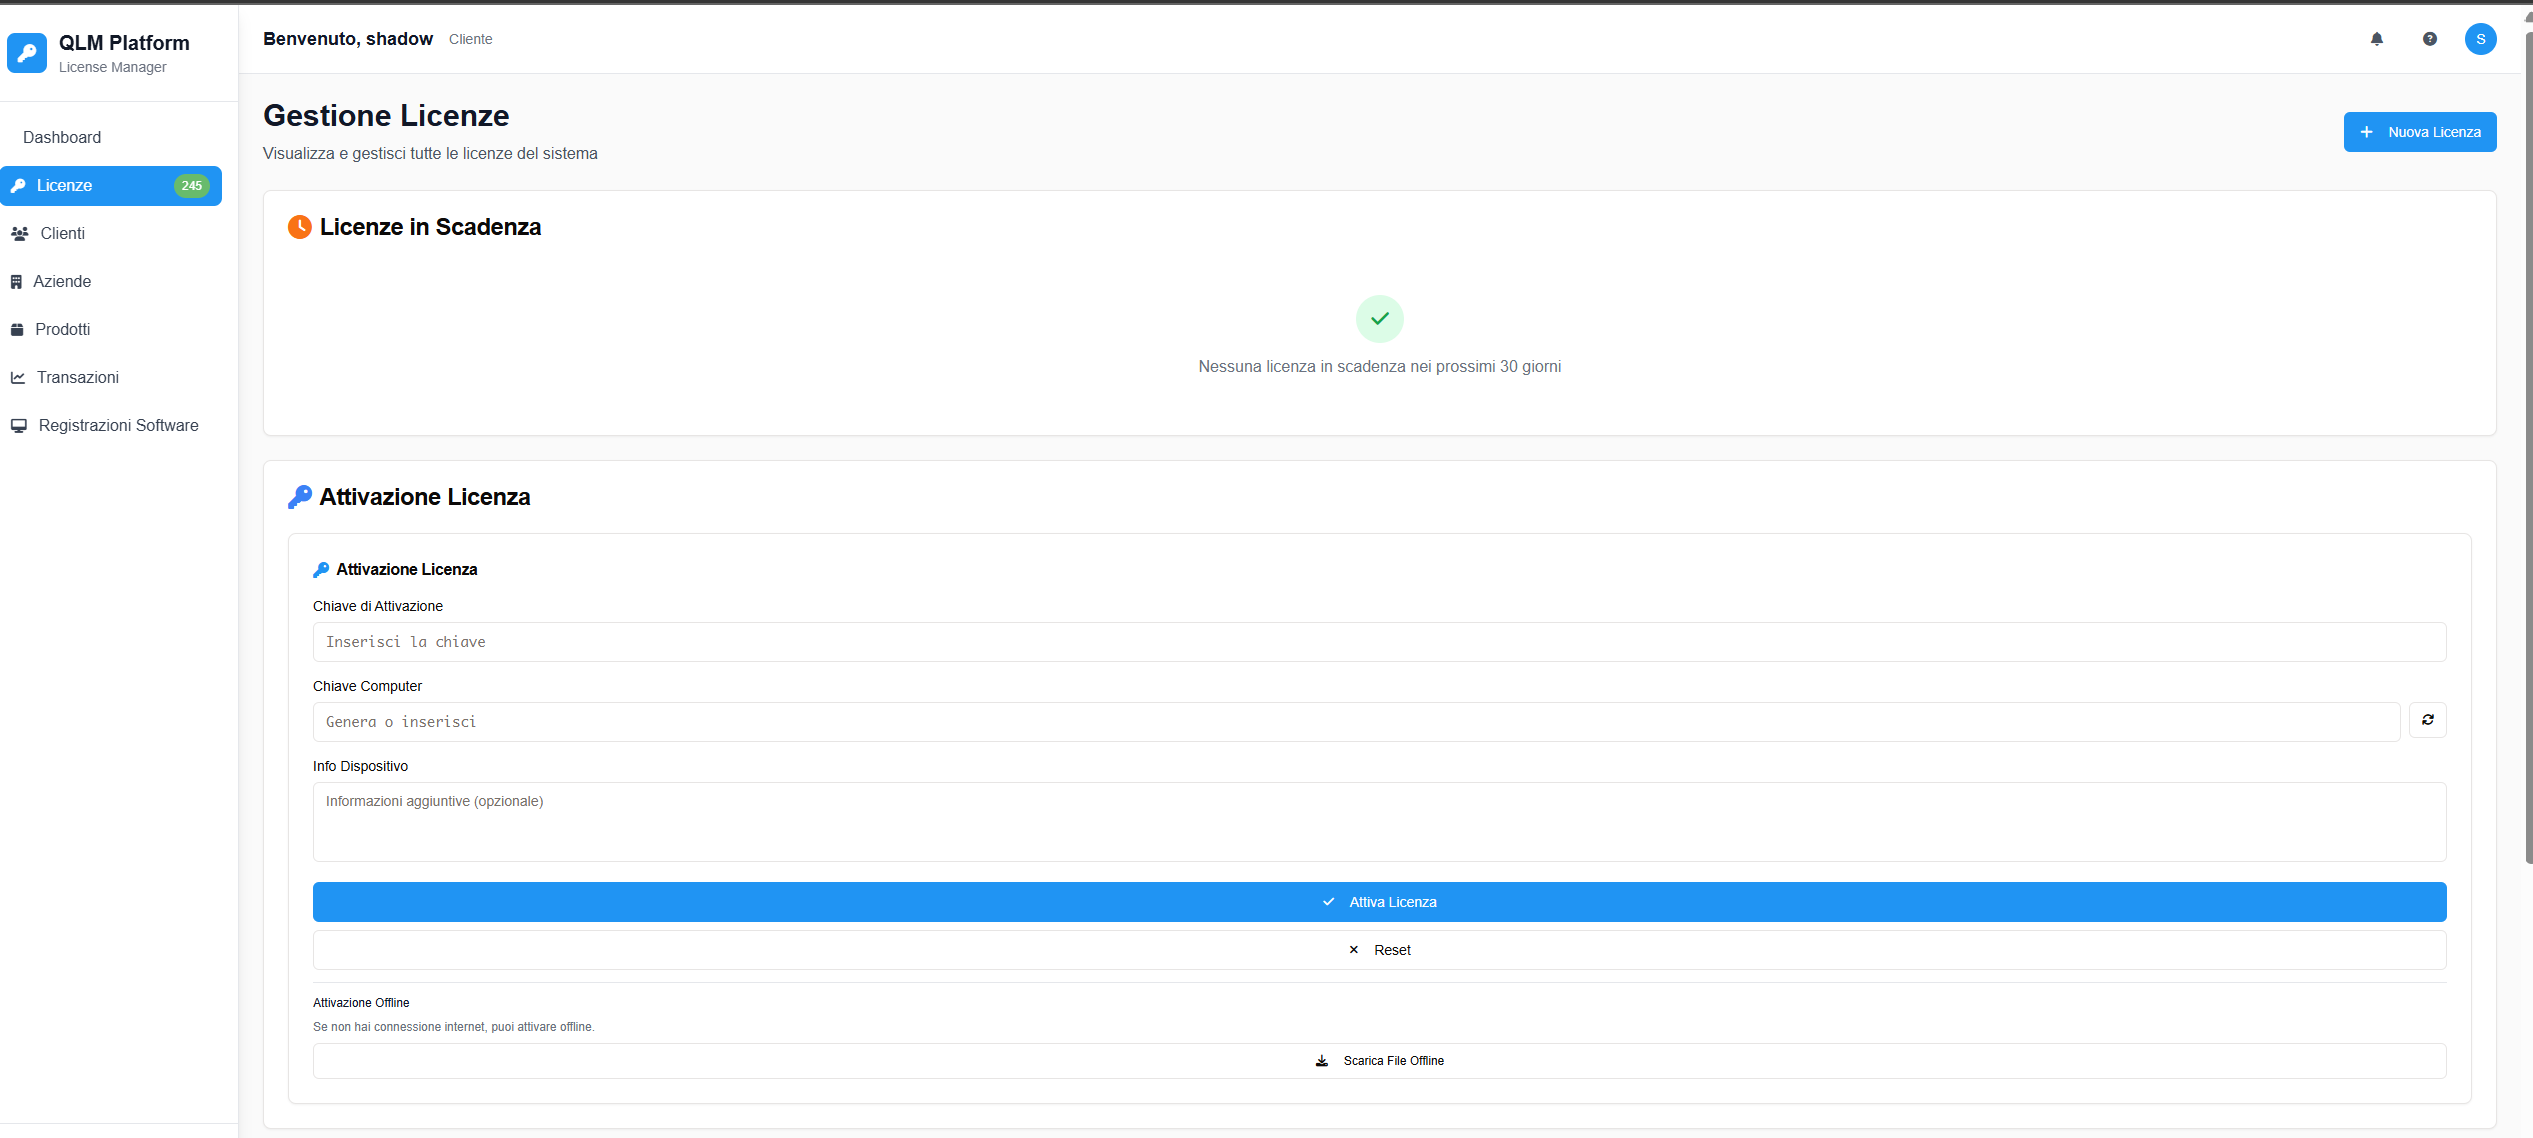 QLM Platform
License Manager
Dashboard
Licenze 245
Clienti
Aziende
Prodotti
Transazioni
Registrazioni Software
Benvenuto, shadow Cliente
S
Gestione Licenze
Visualizza e gestisci tutte le licenze del sistema
Nuova Licenza
Licenze in Scadenza
Nessuna licenza in scadenza nei prossimi 30 giorni
Attivazione Licenza
Attivazione Licenza
Chiave di Attivazione
Inserisci la chiave
Chiave Computer
Genera o inserisci
Info Dispositivo
Informazioni aggiuntive (opzionale)
Attiva Licenza
Reset
Attivazione Offline
Se non hai connessione internet, puoi attivare offline.
Scarica File Offline